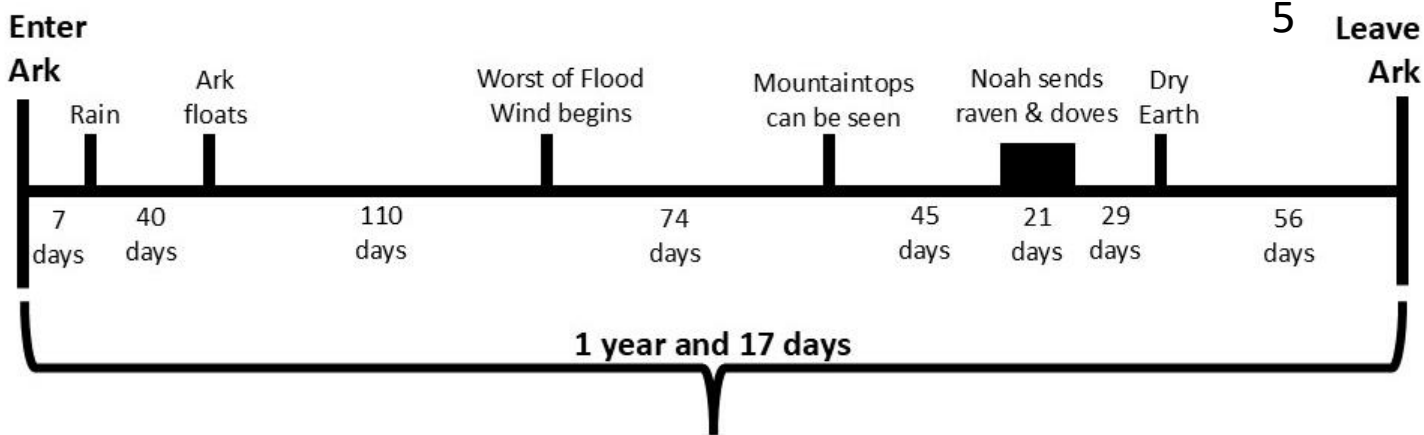 5
Enter
Ark
Rain
Ark
floats
Worst of Flood
Wind begins
Mountaintops
can be seen
Noah sends
raven & doves
Dry
Earth
Leave
Ark
7
days
40
days
110
days
74
days
45
days
21
days
29
days
56
days
1 year and 17 days